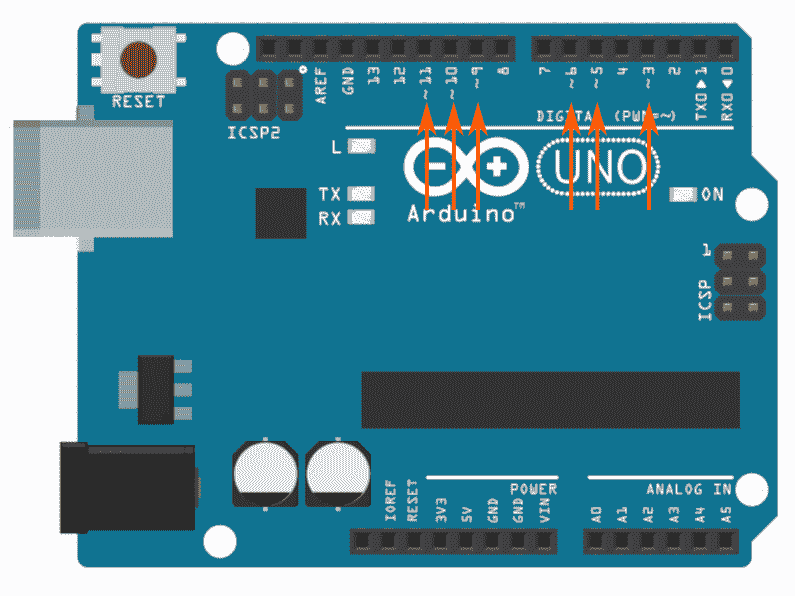 RESET
ICSP2
AREF
GND
13
12
~11
~10
~9
8
7
~6
~5
4
~3
2
TX0▶1
RX0◀0
DIGITAL (PWM=~)
L
TX
RX
UNO
Arduino™
ON
1
ICSP
POWER
ANALOG IN
IOREF
RESET
3V3
5V
GND
GND
VIN
A0
A1
A2
A3
A4
A5